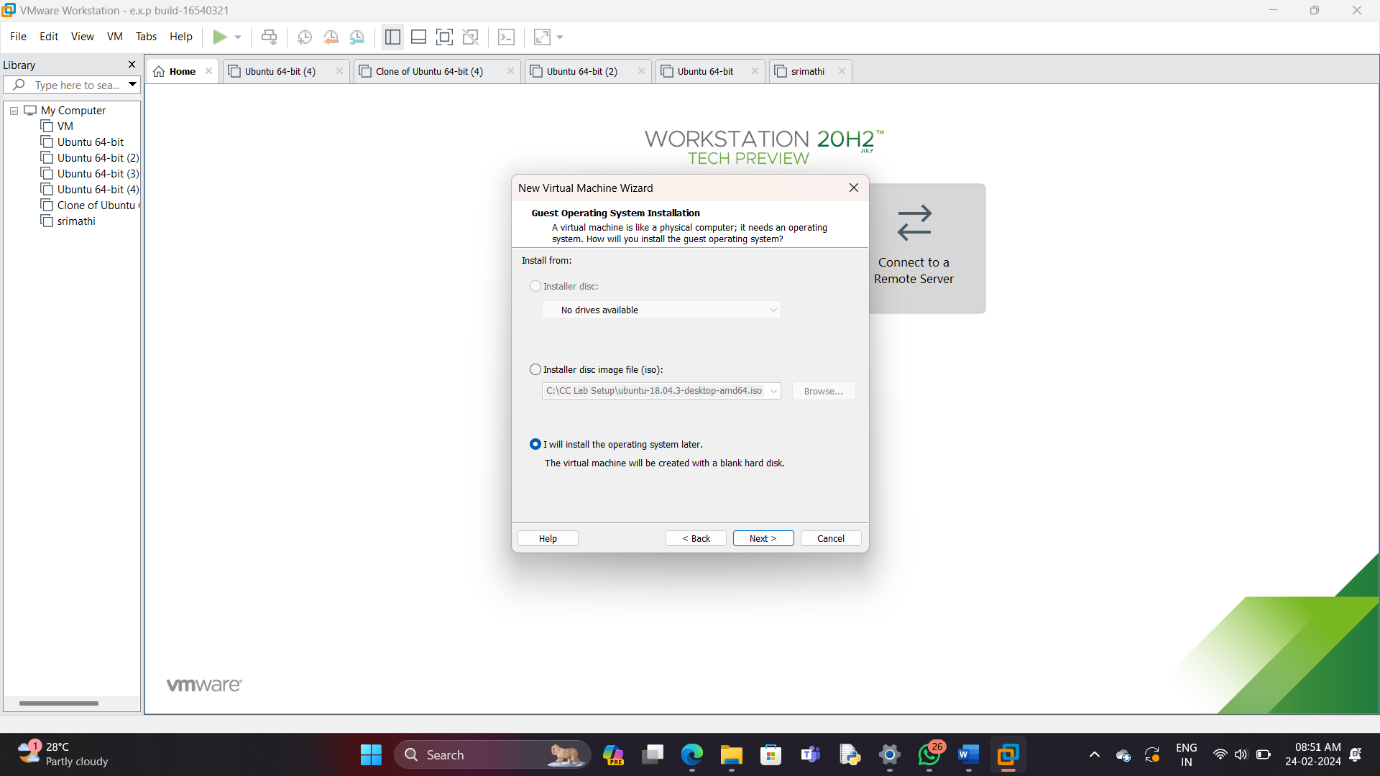 VMware Workstation - e.x.p build-16540321
File Edit View VM Tabs Help
Library
Type here to sea...
My Computer
VM
Ubuntu 64-bit
Ubuntu 64-bit (2)
Ubuntu 64-bit (3)
Ubuntu 64-bit (4)
Clone of Ubuntu
srimathi
Home Ubuntu 64-bit (4) Clone of Ubuntu 64-bit (4) Ubuntu 64-bit (2) Ubuntu 64-bit srimathi
WORKSTATION 20H2™
JULY
TECH PREVIEW
New Virtual Machine Wizard
Guest Operating System Installation
A virtual machine is like a physical computer; it needs an operating
system. How will you install the guest operating system?
Install from:
Installer disc:
No drives available
Installer disc image file (iso):
C:\CC Lab Setup\ubuntu-18.04.3-desktop-amd64.iso Browse...
I will install the operating system later.
The virtual machine will be created with a blank hard disk.
Help < Back Next > Cancel
Connect to a
Remote Server
vmware®
1
28°C
Partly cloudy
Search
PRE
26
ENG
IN
08:51 AM
24-02-2024